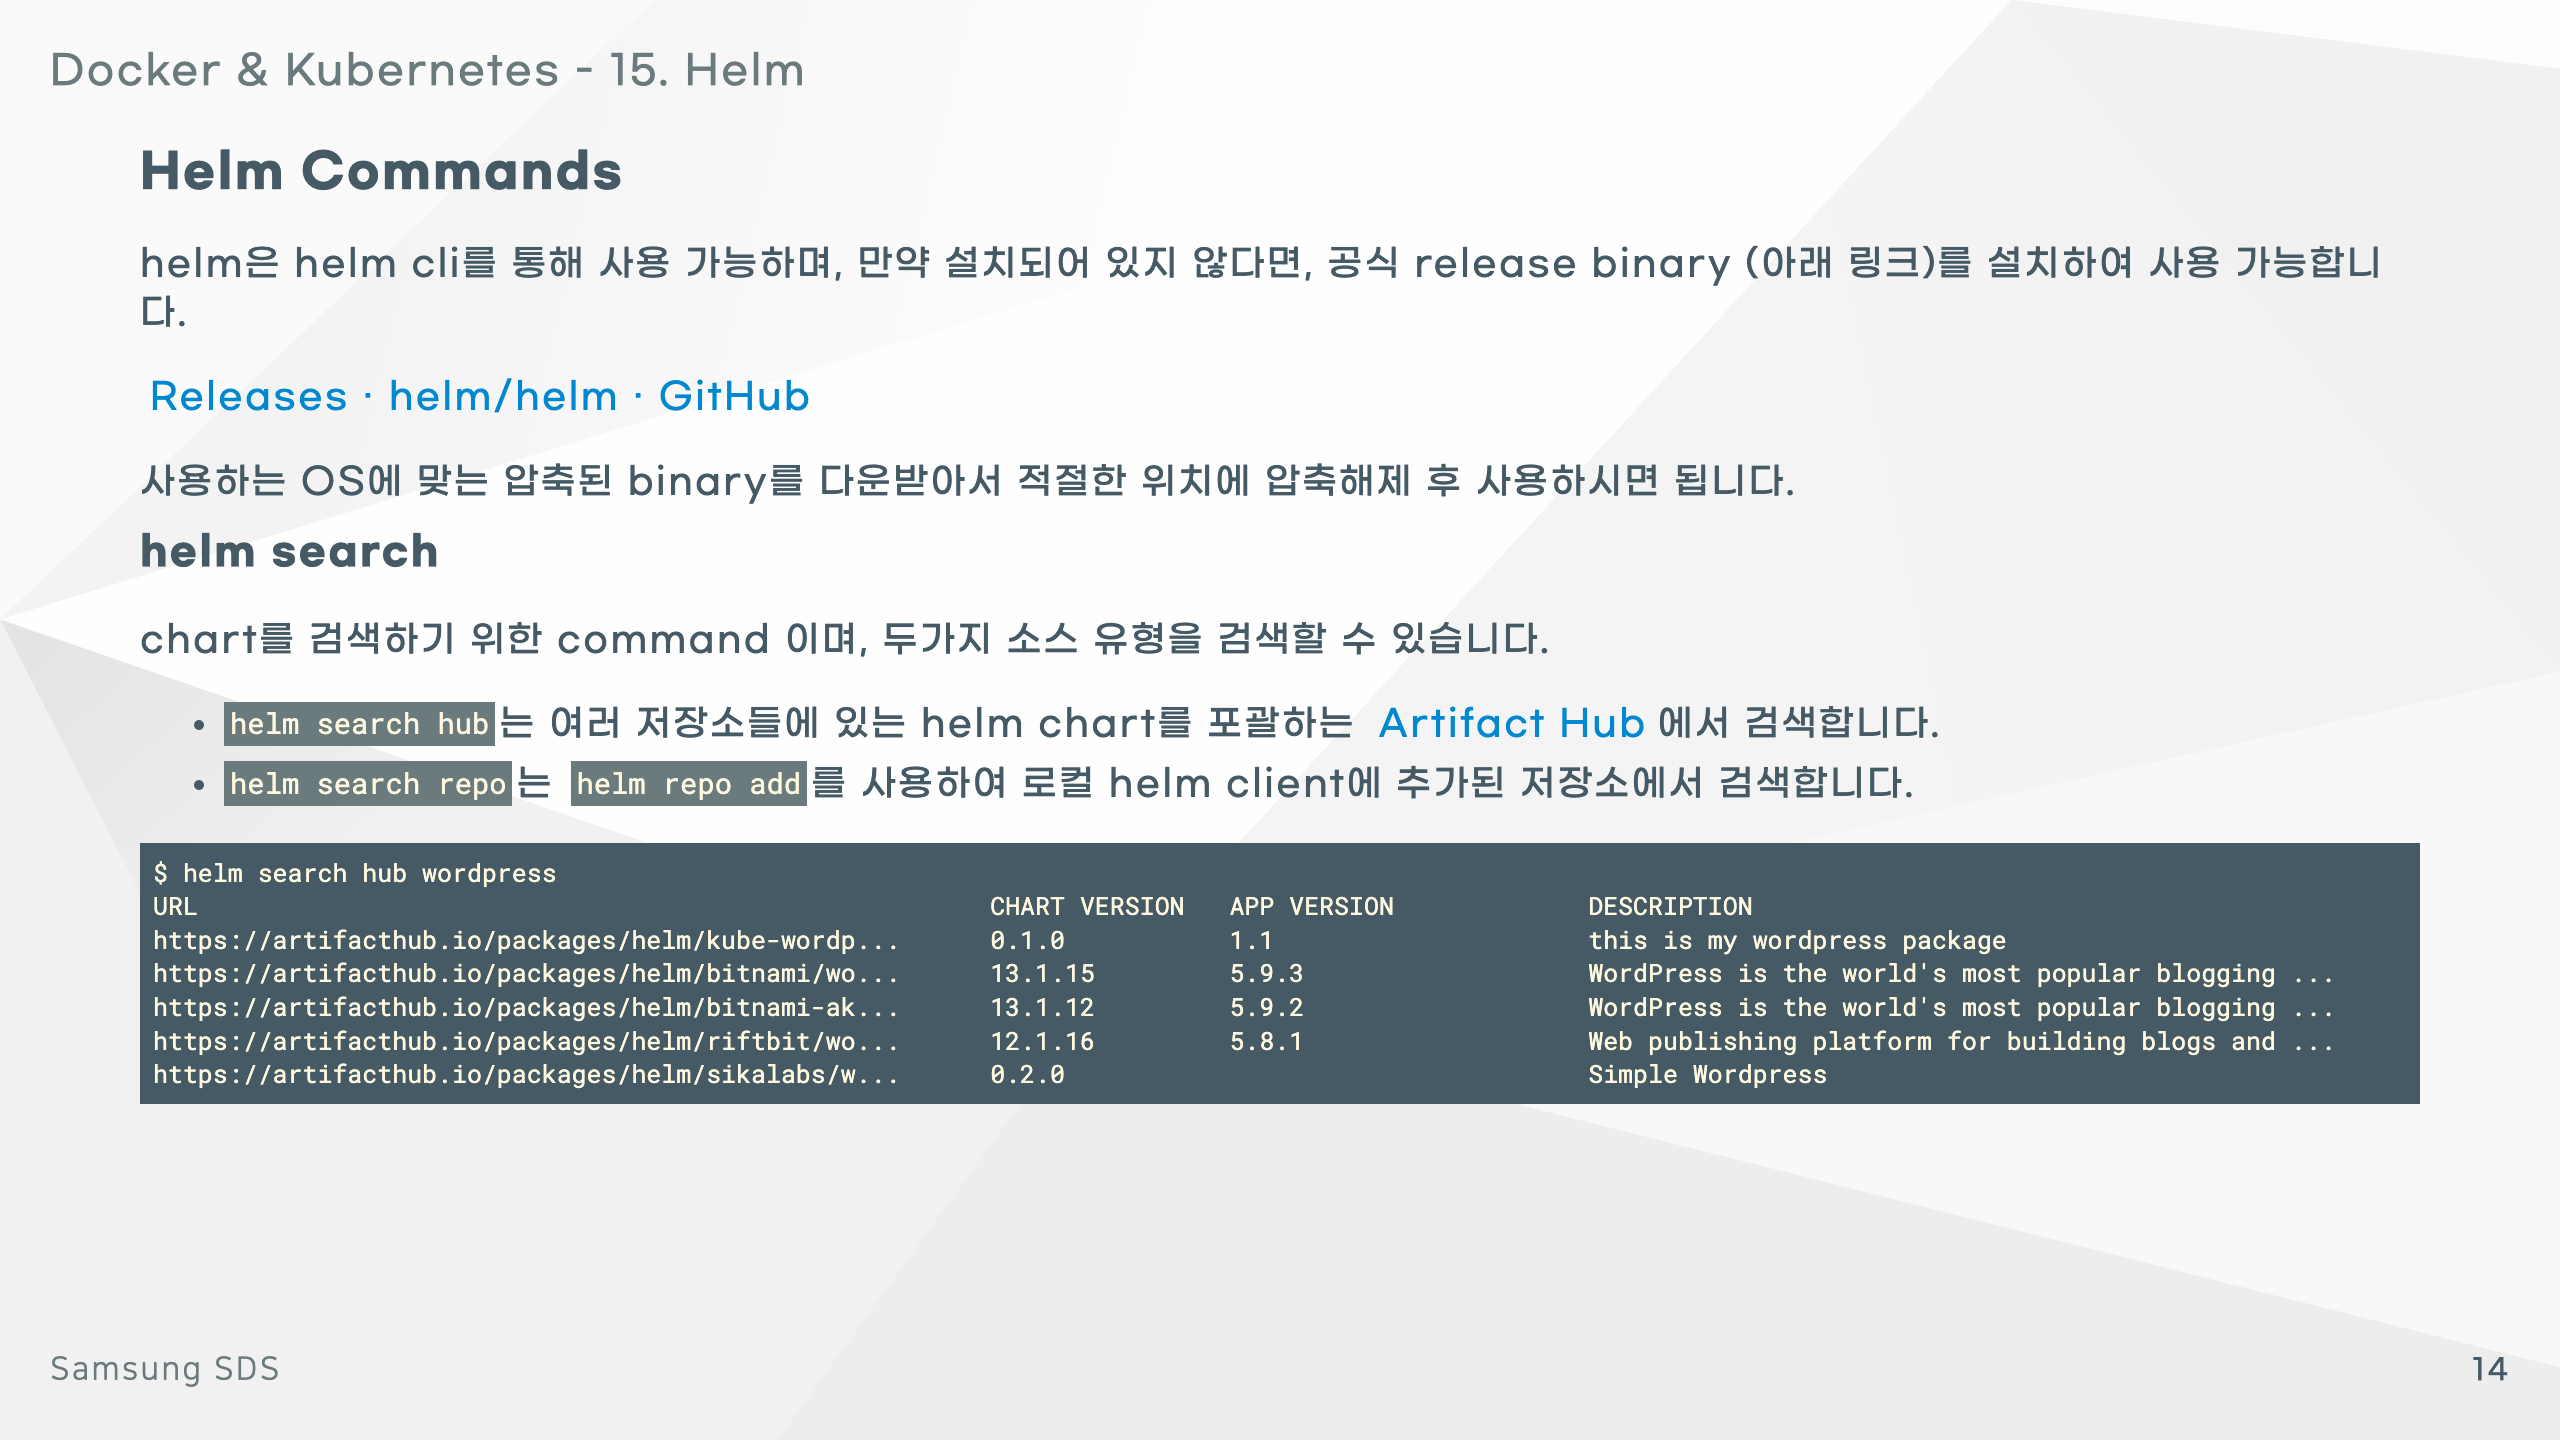 Docker & Kubernetes - 15. Helm
Helm Commands
helm은 helm cli를 통해 사용 가능하며, 만약 설치되어 있지 않다면, 공식 release binary (아래 링크)를 설치하여 사용 가능합니
다.
Releases · helm/helm · GitHub
사용하는 OS에 맞는 압축된 binary를 다운받아서 적절한 위치에 압축해제 후 사용하시면 됩니다.
helm search
chart를 검색하기 위한 command 이며, 두가지 소스 유형을 검색할 수 있습니다.
• helm search hub 는 여러 저장소들에 있는 helm chart를 포괄하는 Artifact Hub 에서 검색합니다.
• helm search repo 는 helm repo add 를 사용하여 로컬 helm client에 추가된 저장소에서 검색합니다.
$ helm search hub wordpress
URL CHART VERSION APP VERSION DESCRIPTION
https://artifacthub.io/packages/helm/kube-wordp... 0.1.0 1.1 this is my wordpress package
https://artifacthub.io/packages/helm/bitnami/wo... 13.1.15 5.9.3 WordPress is the world's most popular blogging ...
https://artifacthub.io/packages/helm/bitnami-ak... 13.1.12 5.9.2 WordPress is the world's most popular blogging ...
https://artifacthub.io/packages/helm/riftbit/wo... 12.1.16 5.8.1 Web publishing platform for building blogs and ...
https://artifacthub.io/packages/helm/sikalabs/w... 0.2.0 Simple Wordpress
Samsung SDS
14